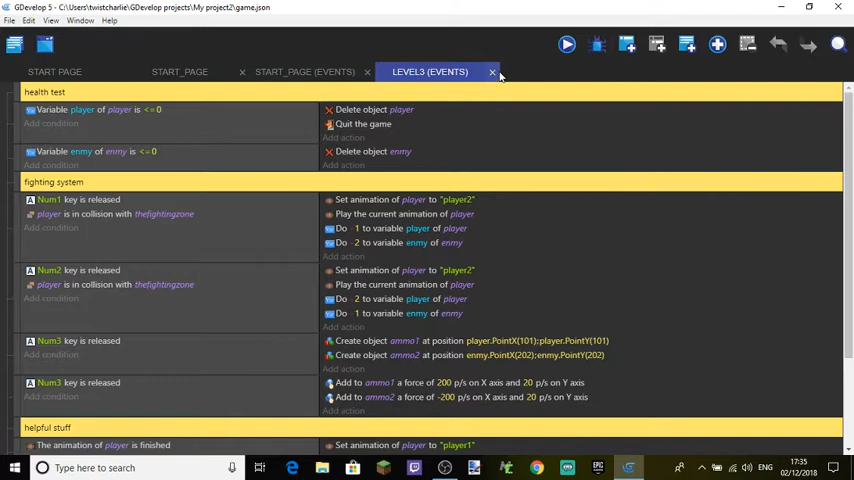 GDevelop 5 - C:\Users\twistcharlie\GDevelop projects\My project2\game.json
File Edit View Window Help
START PAGE START_PAGE START_PAGE (EVENTS) LEVEL3 (EVENTS)
health test
Variable player of player is <= 0 Delete object player
Add condition Quit the game
Add action
Variable enmy of enmy is <= 0 Delete object enmy
Add condition Add action
fighting system
Num1 key is released Set animation of player to "player2"
player is in collision with thefightingzone Play the current animation of player
Add condition Do -1 to variable player of player
Do -2 to variable enmy of enmy
Add action
Num2 key is released Set animation of player to "player2"
player is in collision with thefightingzone Play the current animation of player
Add condition Do -2 to variable player of player
Do -1 to variable enmy of enmy
Add action
Num3 key is released Create object ammo1 at position player.PointX(101);player.PointY(101)
Add condition Create object ammo2 at position enmy.PointX(202);enmy.PointY(202)
Add action
Num3 key is released Add to ammo1 a force of 200 p/s on X axis and 20 p/s on Y axis
Add condition Add to ammo2 a force of -200 p/s on X axis and 20 p/s on Y axis
Add action
helpful stuff
The animation of player is finished Set animation of player to "player1"
Type here to search ENG 17:35
02/12/2018